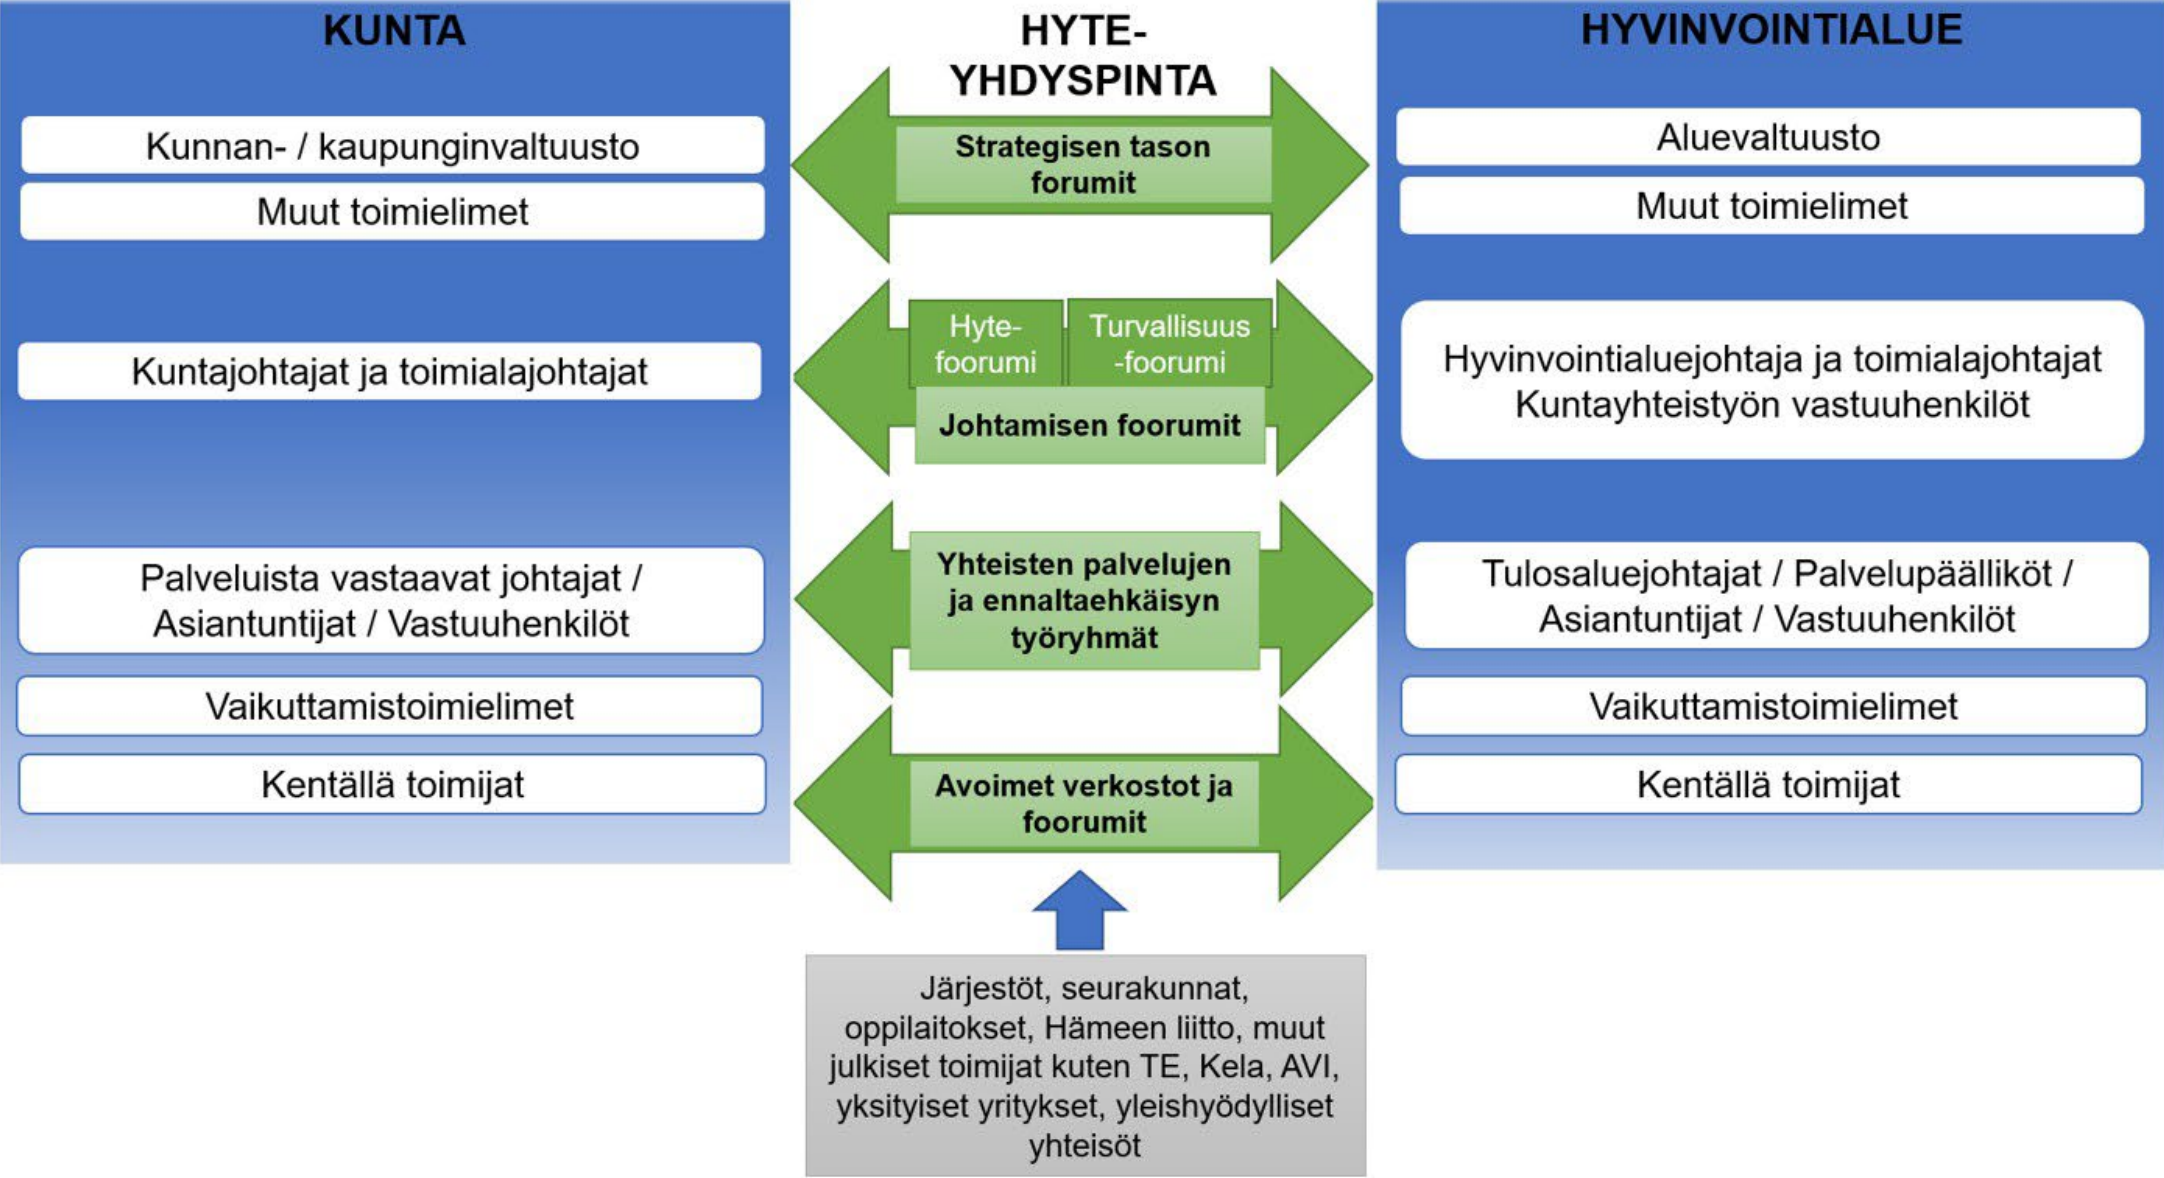 KUNTA
Kunnan- / kaupunginvaltuusto
Muut toimielimet
Kuntajohtajat ja toimialajohtajat
Palveluista vastaavat johtajat /
Asiantuntijat / Vastuuhenkilöt
Vaikuttamistoimielimet
Kentällä toimijat
HYTE-
YHDYSPINTA
Strategisen tason
forumit
Hyte-
foorumi
Turvallisuus
-foorumi
Johtamisen foorumit
Yhteisten palvelujen
ja ennaltaehkäisyn
työryhmät
Avoimet verkostot ja
foorumit
Järjestöt, seurakunnat,
oppilaitokset, Hämeen liitto, muut
julkiset toimijat kuten TE, Kela, AVI,
yksityiset yritykset, yleishyödylliset
yhteisöt
HYVINVOINTIALUE
Aluevaltuusto
Muut toimielimet
Hyvinvointialuejohtaja ja toimialajohtajat
Kuntayhteistyön vastuuhenkilöt
Tulosaluejohtajat / Palvelupäälliköt /
Asiantuntijat / Vastuuhenkilöt
Vaikuttamistoimielimet
Kentällä toimijat